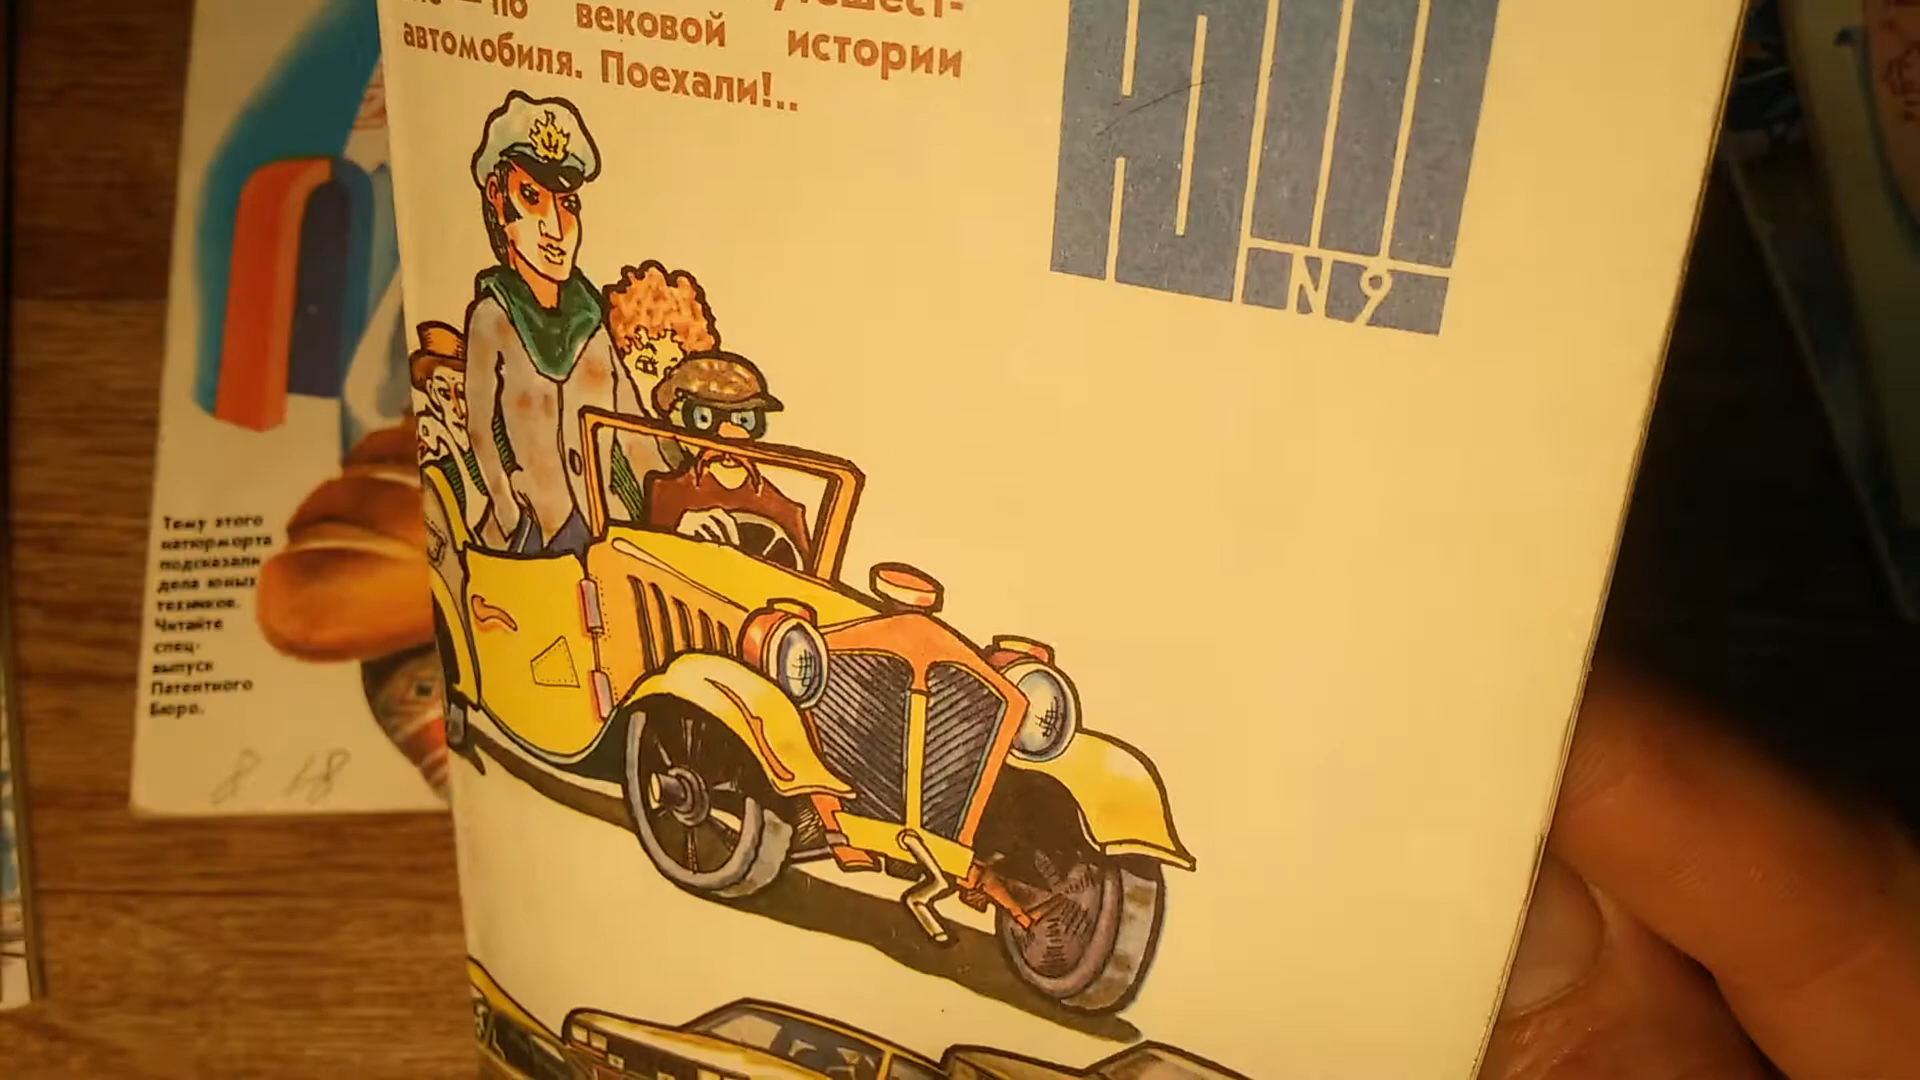 по вековой истории
автомобиля. Поехали!..
ЮТ
N9
Тему этого
натюрморта
подсказали
дела юных
техников.
Читайте
спец-
выпуск
Патентного
Бюро.
8 18